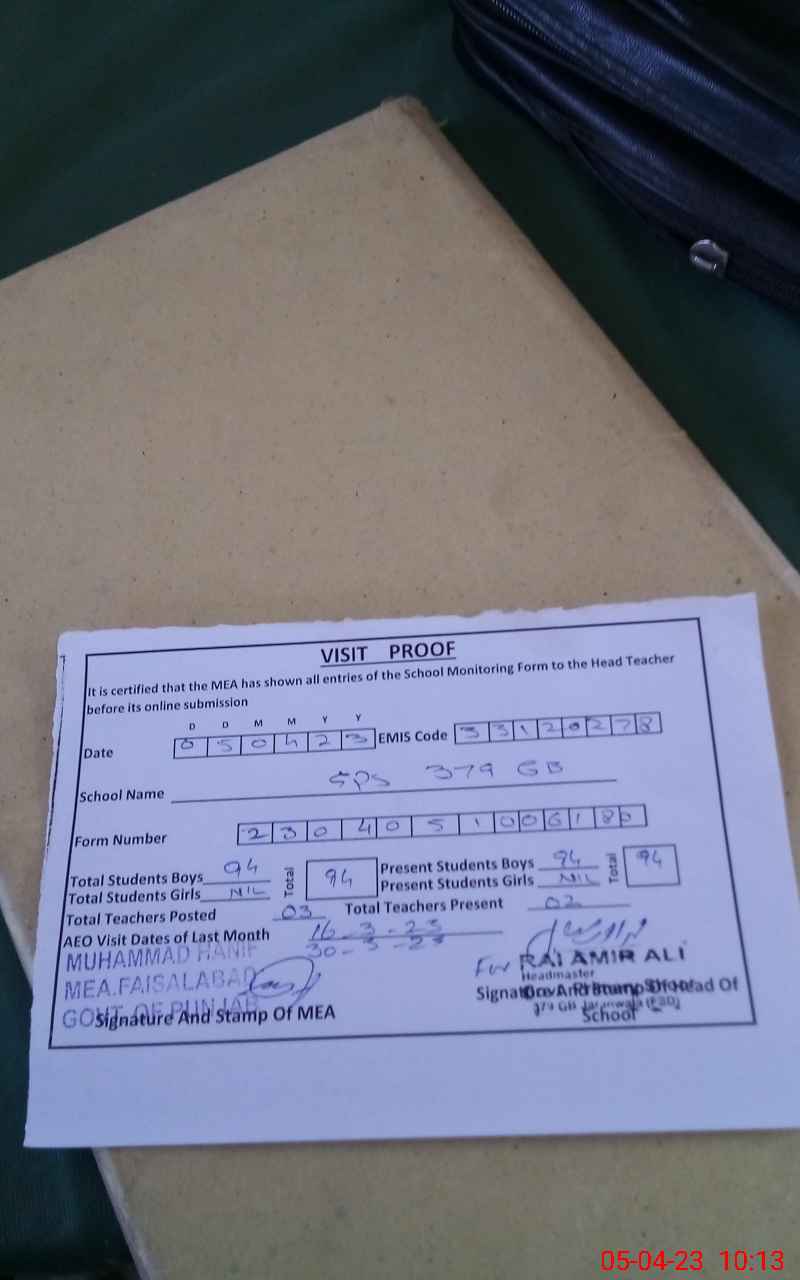 VISIT PROOF
It is certified that the MEA has shown all entries of the School Monitoring Form to the Head Teacher
before its online submission
D D M M Y Y
Date 0 5 0 4 2 3 EMIS Code 3 3 1 2 0 2 7 8
School Name GPS 379 GB
Form Number 2 3 0 4 0 5 1 0 0 6 1 8
Total Students Boys 94 Total 94 Present Students Boys 94 Total 94
Total Students Girls NIL Present Students Girls NIL
Total Teachers Posted 03 Total Teachers Present 02
AEO Visit Dates of Last Month 16-3-23
30-3-23
MUHAMMAD HANIF
MEA.FAISALABAD
GOVT. OF PUNJAB
Signature And Stamp Of MEA
For RAI AMIR ALI
Headmaster
Signature And Stamp Of Head Of
379 GB Jaranwala (FSD)
School
05-04-23 10:13